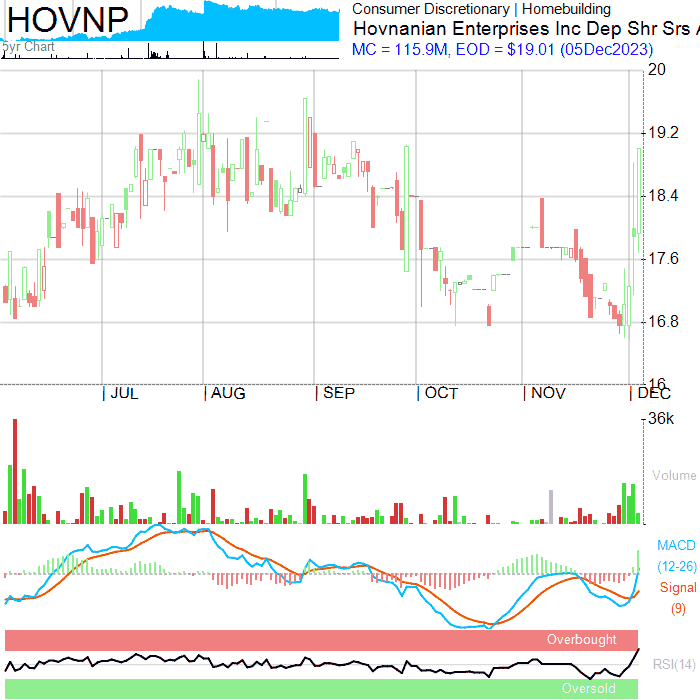 HOVNP
5yr Chart
Consumer Discretionary | Homebuilding
Hovnanian Enterprises Inc Dep Shr Srs A
MC = 115.9M, EOD = $19.01 (05Dec2023)
20
19.2
18.4
17.6
16.8
16
| JUL | AUG | SEP | OCT | NOV | DEC
36k
Volume
MACD
(12-26)
Signal
(9)
Overbought
RSI(14)
Oversold